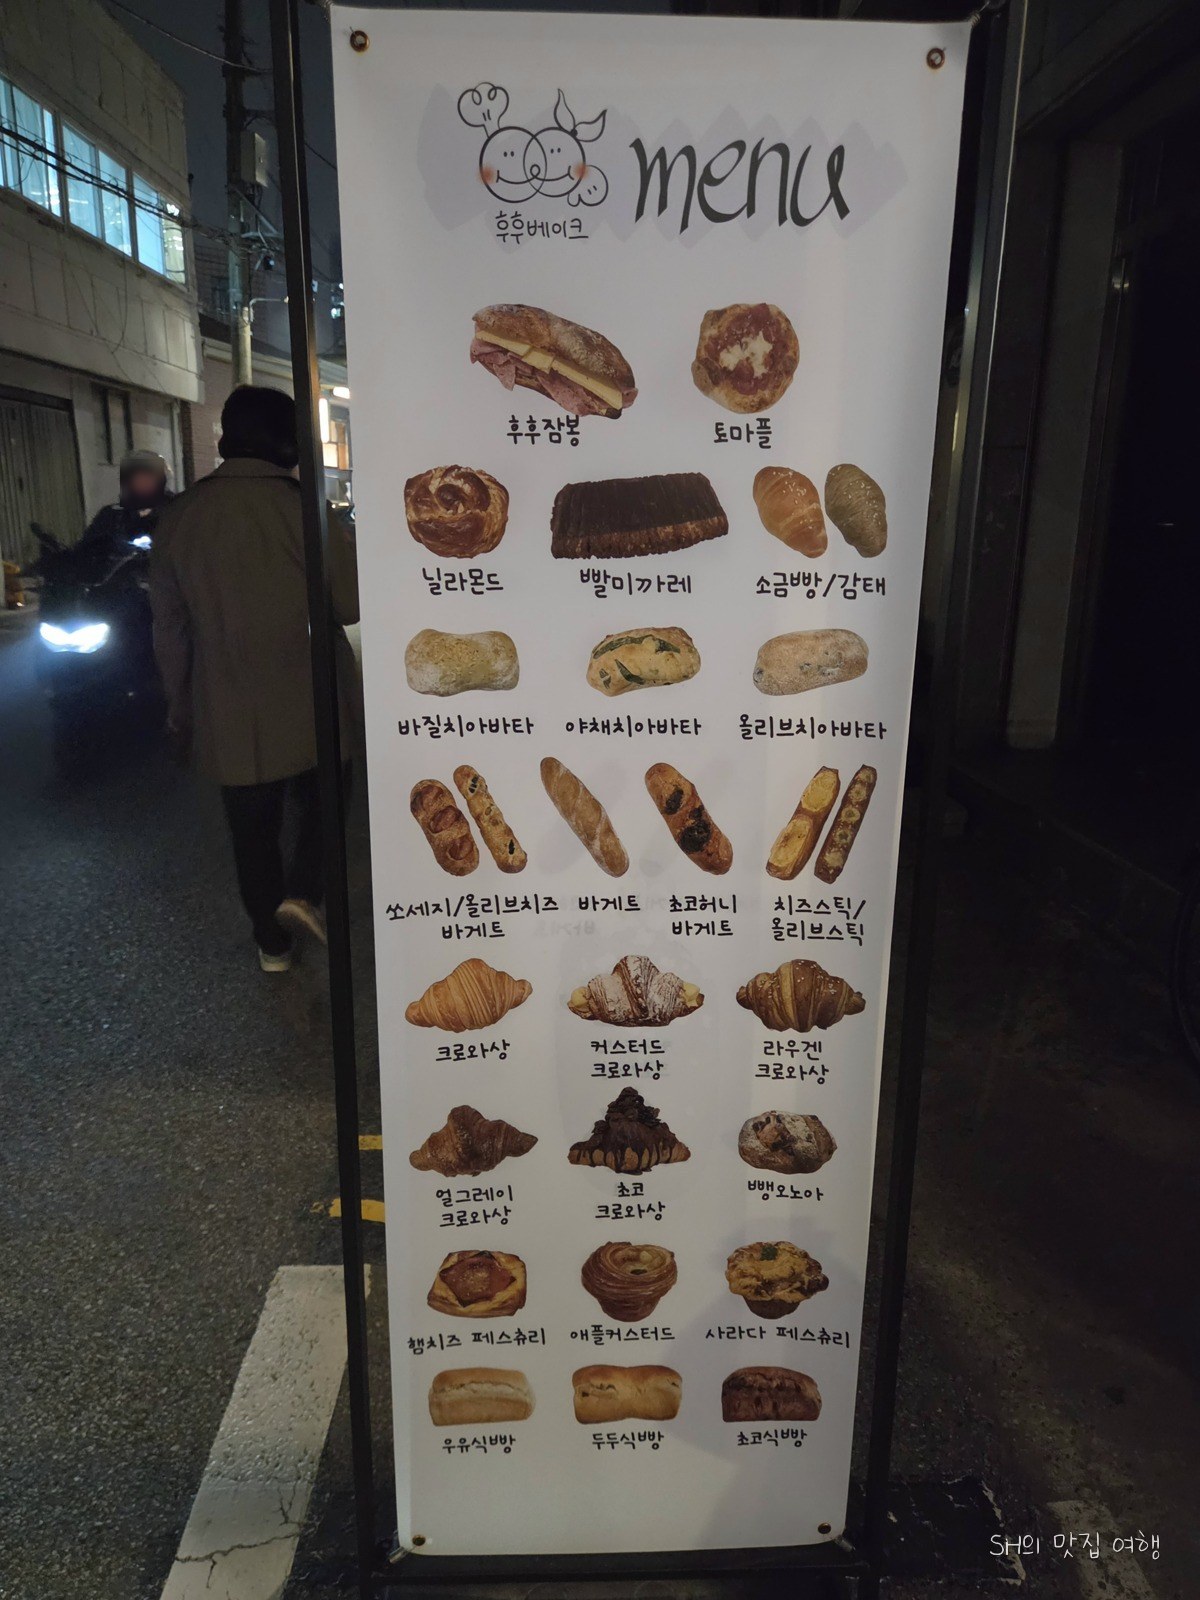 후후베이크
menu
후후잠봉 토마플
닐라몬드 빨미까레 소금빵/감태
바질치아바타 야채치아바타 올리브치아바타
쏘세지/올리브치즈 바게트 초코허니 치즈스틱/
바게트 바게트 올리브스틱
크로와상 커스터드 라우겐
크로와상 크로와상
얼그레이 초코 뺑오노아
크로와상 크로와상
햄치즈 페스츄리 애플커스터드 사라다 페스츄리
우유식빵 두두식빵 초코식빵
SH의 맛집 여행